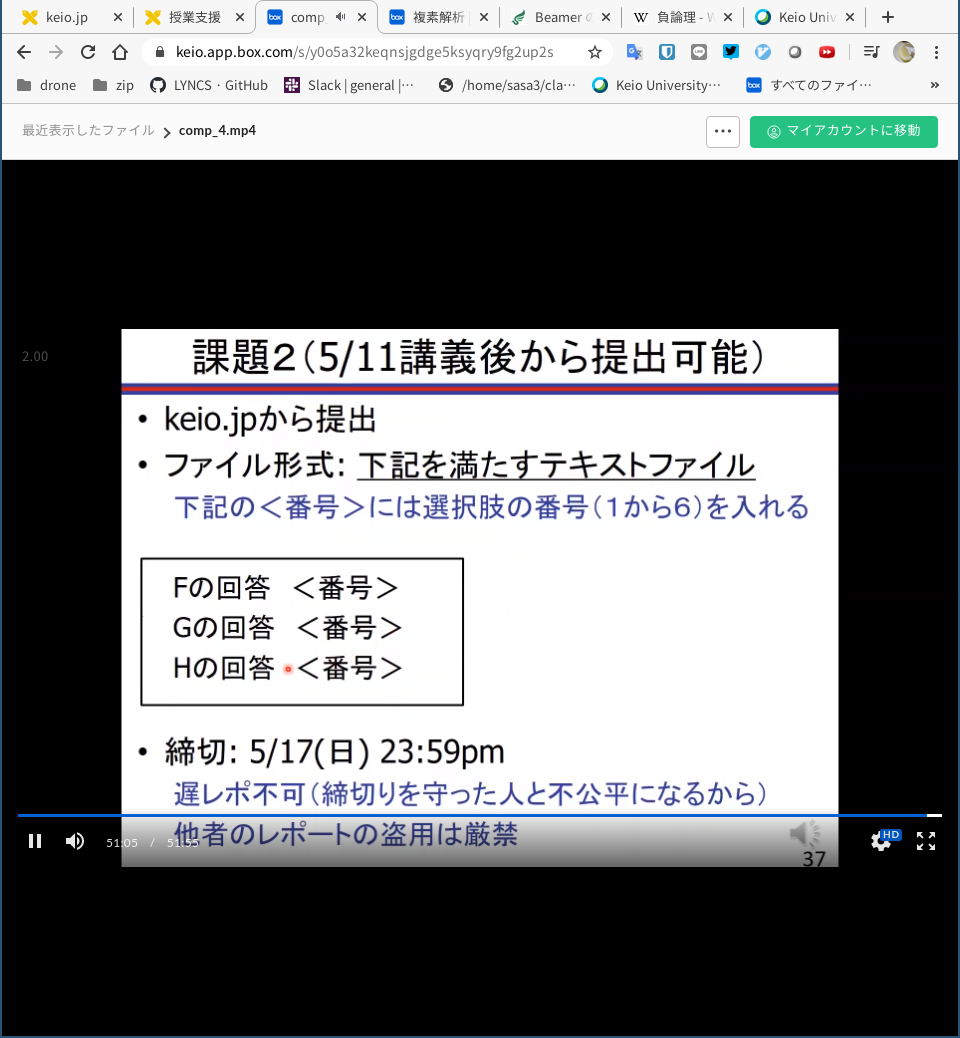 keio.jp
授業支援
comp_
複素解析
Beamer
負論理 - W
Keio Univ
keio.app.box.com/s/y0o5a32keqnsjgdge5ksyqry9fg2up2s
drone
zip
LYNCS · GitHub
Slack | general |…
/home/sasa3/cla…
Keio University…
すべてのファイ…
»
最近表示したファイル
comp_4.mp4
マイアカウントに移動
2.00
課題２（5/11講義後から提出可能）
• keio.jpから提出
• ファイル形式: 下記を満たすテキストファイル
下記の＜番号＞には選択肢の番号（１から６）を入れる
Fの回答 ＜番号＞
Gの回答 ＜番号＞
Hの回答 ＜番号＞
• 締切: 5/17(日) 23:59pm
遅レポ不可（締切りを守った人と不公平になるから）
他者のレポートの盗用は厳禁
51:05 / 51:55
HD
37